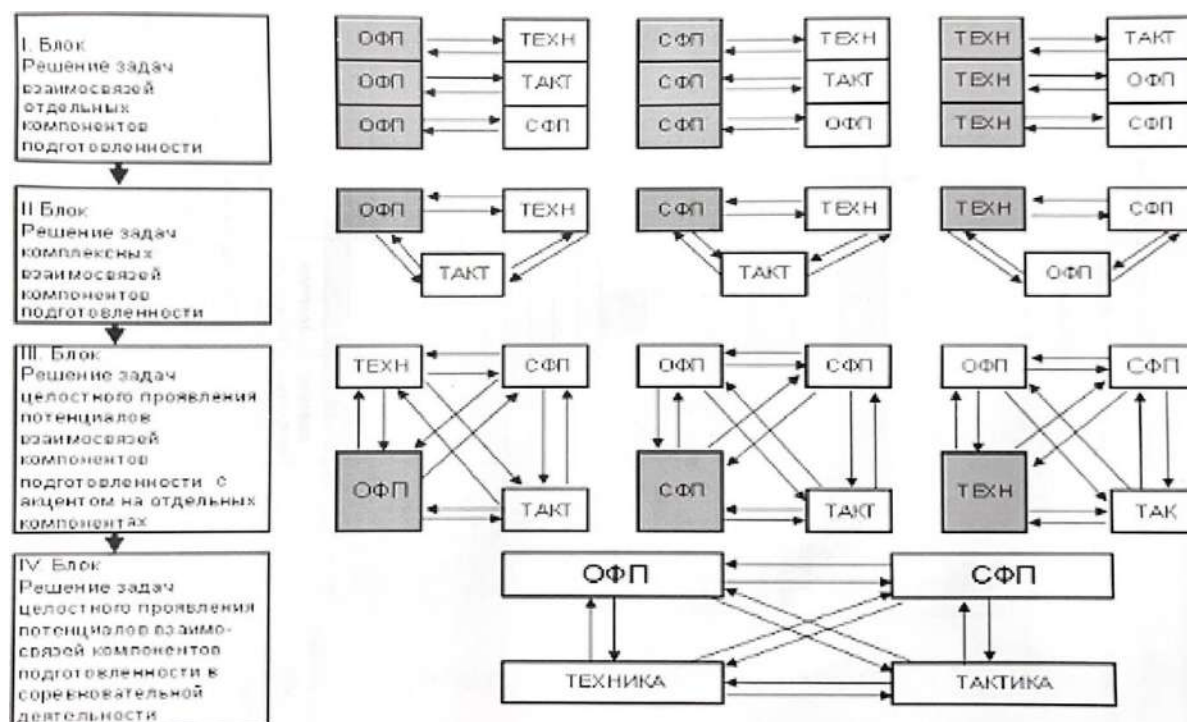 I. Блок
Решение задач
взаимосвязей
отдельных
компонентов
подготовленности
ОФП ТЕХН СФП ТЕХН ТЕХН ТАКТ
ОФП ТАКТ СФП ТАКТ ТЕХН ОФП
ОФП СФП СФП ОФП ТЕХН СФП
II Блок
Решение задач
комплексных
взаимосвязей
компонентов
подготовленности
ОФП ТЕХН СФП ТЕХН ТЕХН СФП
ТАКТ ТАКТ ОФП
III. Блок
Решение задач
целостного проявления
потенциалов
взаимосвязей
компонентов
подготовленности с
акцентом на отдельных
компонентах
ТЕХН СФП ОФП СФП ОФП СФП
ОФП ТАКТ СФП ТАКТ ТЕХН ТАК
IV. Блок
Решение задач
целостного проявления
потенциалов взаимо-
связей компонентов
подготовленности в
соревновательной
деятельности
ОФП СФП
ТЕХНИКА ТАКТИКА